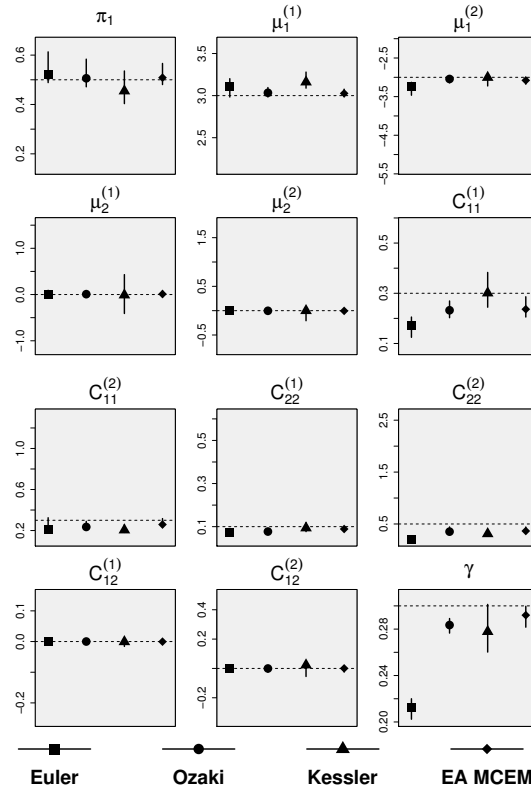 π₁ μ₁⁽¹⁾ μ₁⁽²⁾
0.2 0.4 0.6
2.5 3.0 3.5
-5.5 -4.5 -3.5 -2.5
μ₂⁽¹⁾ μ₂⁽²⁾ C₁₁⁽¹⁾
-1.0 0.0 1.0
-0.5 0.5 1.5
0.1 0.3 0.5
C₁₁⁽²⁾ C₂₂⁽¹⁾ C₂₂⁽²⁾
0.2 0.6 1.0
0.1 0.3 0.5
0.5 1.5 2.5
C₁₂⁽¹⁾ C₁₂⁽²⁾ γ
-0.2 0.0 0.1
-0.2 0.0 0.2 0.4
0.20 0.24 0.28
Euler Ozaki Kessler EA MCEM